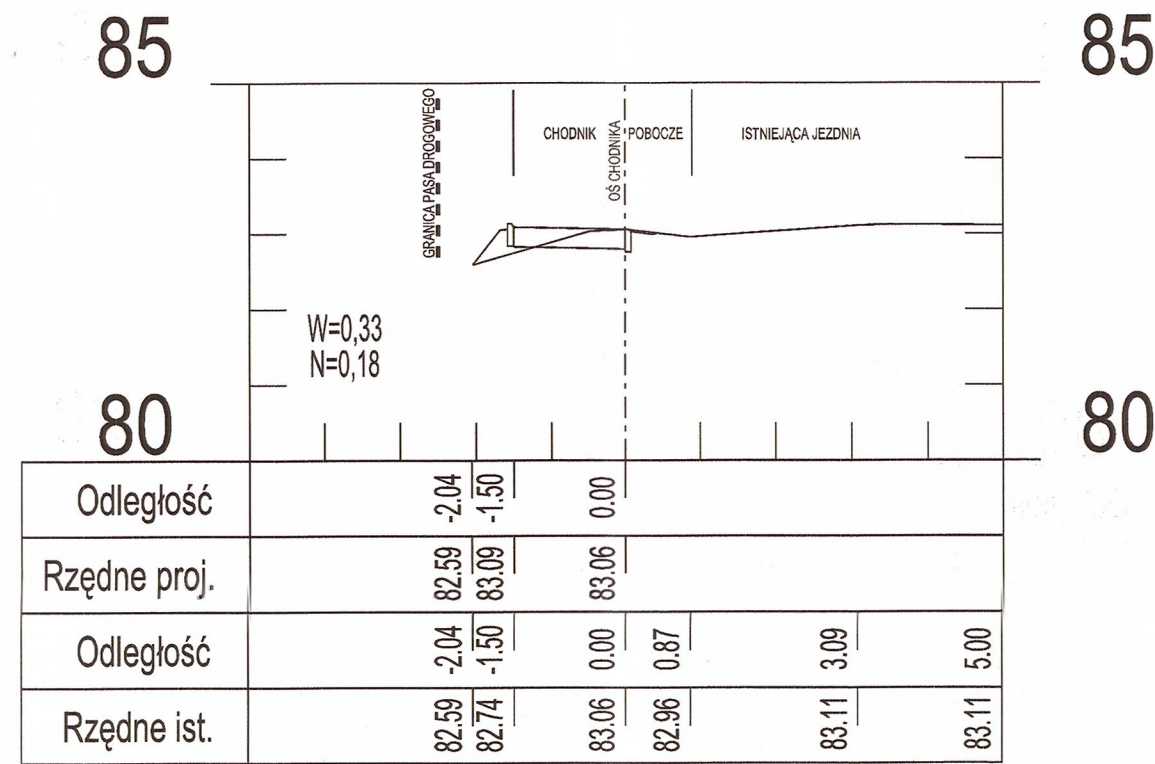 85
85
GRANICA PASA DROGOWEGO
CHODNIK
OŚ CHODNIKA
POBOCZE
ISTNIEJĄCA JEZDNIA
W=0,33
N=0,18
80
80
Odległość -2.04 -1.50 0.00
Rzędne proj. 82.59 83.09 83.06
Odległość -2.04 -1.50 0.00 0.87 3.09 5.00
Rzędne ist. 82.59 82.74 83.06 82.96 83.11 83.11